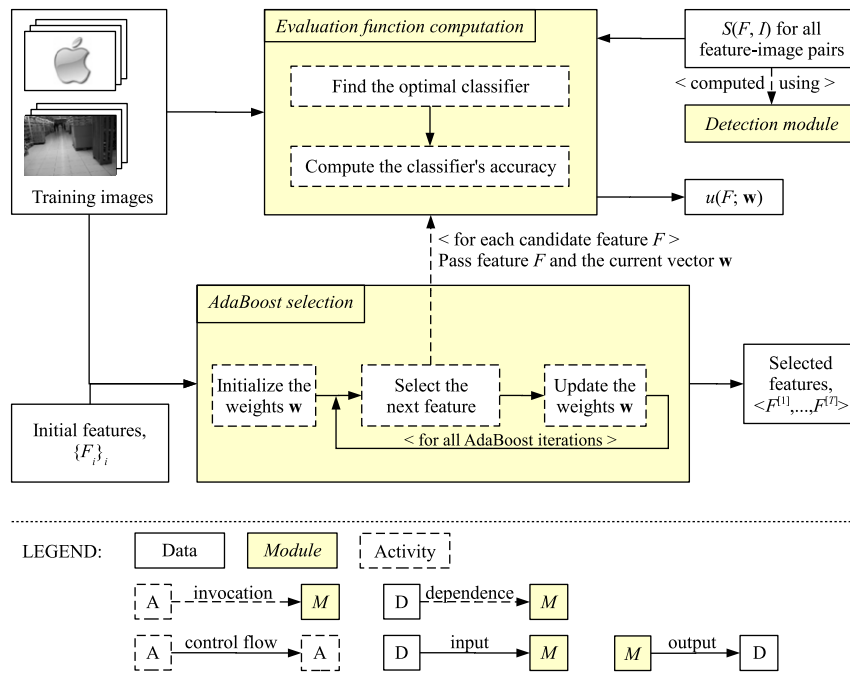 Evaluation function computation
Find the optimal classifier
Compute the classifier's accuracy
S(F, I) for all
feature-image pairs
< computed using >
Detection module
Training images
u(F; w)
< for each candidate feature F >
Pass feature F and the current vector w
AdaBoost selection
Initialize the
weights w
Select the
next feature
Update the
weights w
< for all AdaBoost iterations >
Selected
features,
<F[1],...,F[T]>
Initial features,
{Fi}i
LEGEND:
Data
Module
Activity
A invocation M
D dependence M
A control flow A
D input M
M output D